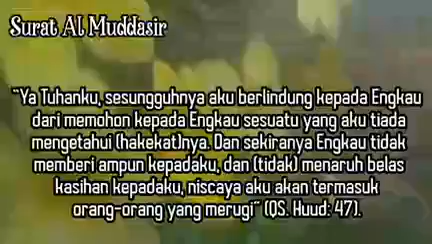 Surat Al Muddasir
"Ya Tuhanku, sesungguhnya aku berlindung kepada Engkau
dari memohon kepada Engkau sesuatu yang aku tiada
mengetahui (hakekat)nya. Dan sekiranya Engkau tidak
memberi ampun kepadaku, dan (tidak) menaruh belas
kasihan kepadaku, niscaya aku akan termasuk
orang-orang yang merugi" (QS. Huud: 47).